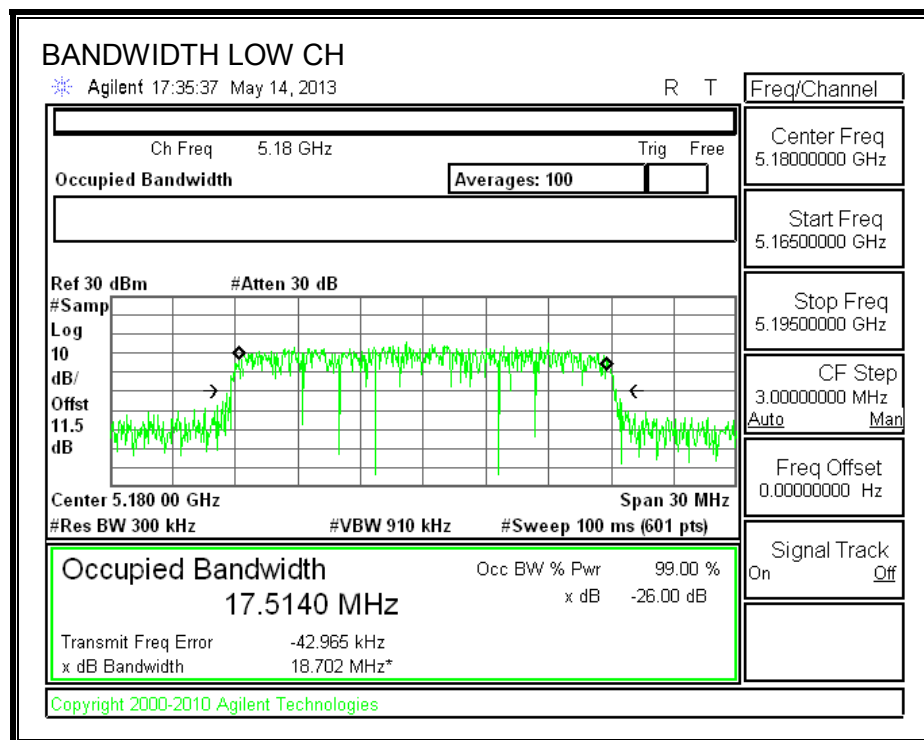 BANDWIDTH LOW CH
Agilent 17:35:37 May 14, 2013 R T
Freq/Channel
Ch Freq 5.18 GHz Trig Free
Occupied Bandwidth Averages: 100
Ref 30 dBm #Atten 30 dB
#Samp
Log
10
dB/
Offst
11.5
dB
Center 5.180 00 GHz Span 30 MHz
#Res BW 300 kHz #VBW 910 kHz #Sweep 100 ms (601 pts)
Occupied Bandwidth Occ BW % Pwr 99.00 %
17.5140 MHz x dB -26.00 dB
Transmit Freq Error -42.965 kHz
x dB Bandwidth 18.702 MHz*
Copyright 2000-2010 Agilent Technologies
Center Freq
5.18000000 GHz
Start Freq
5.16500000 GHz
Stop Freq
5.19500000 GHz
CF Step
3.00000000 MHz
Auto Man
Freq Offset
0.00000000 Hz
Signal Track
On Off